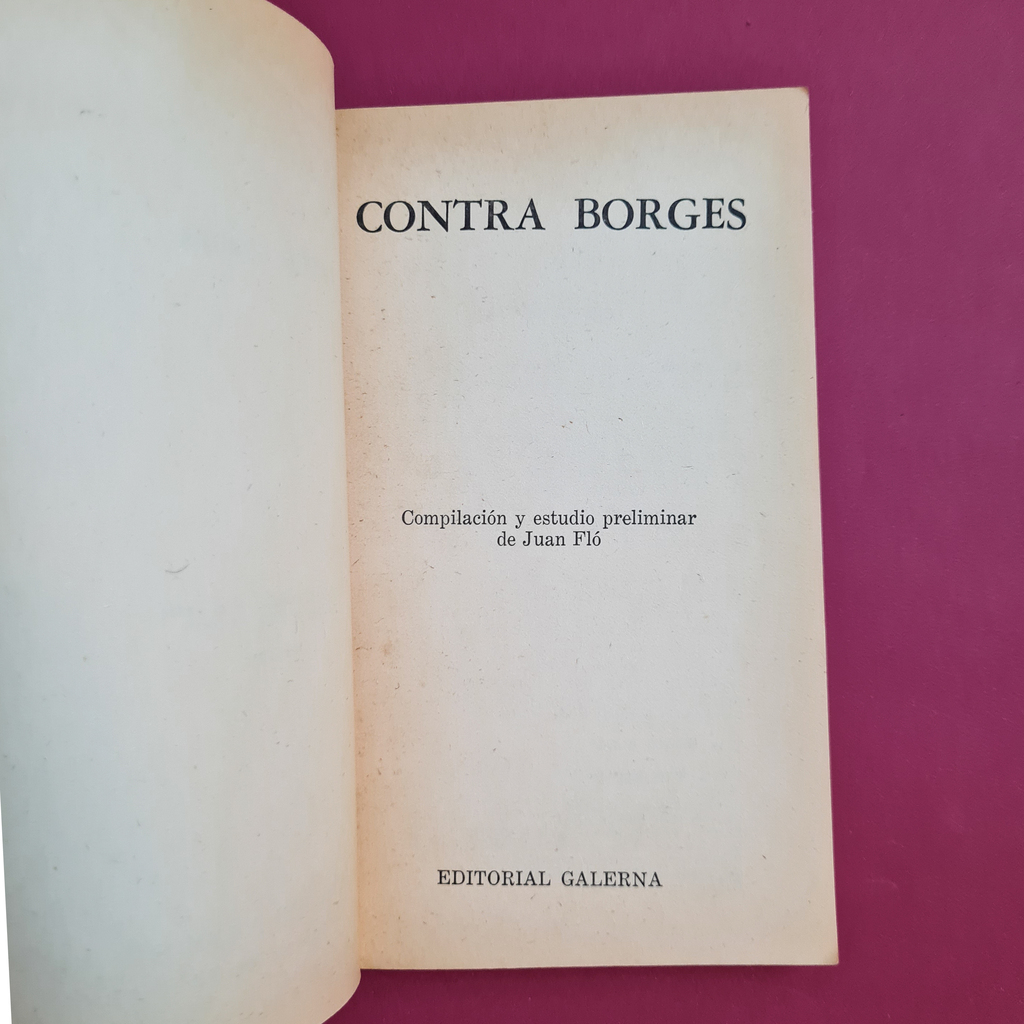 CONTRA BORGES
Compilación y estudio preliminar
de Juan Fló
EDITORIAL GALERNA